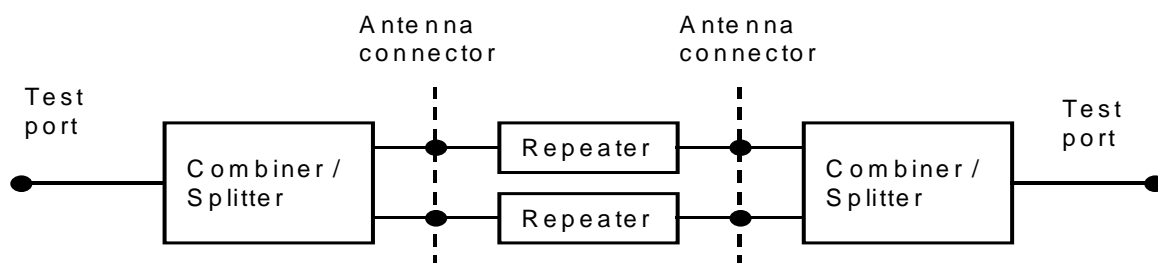 Antenna
connector
Antenna
connector
Test
port
Test
port
Combiner/
Splitter
Repeater
Repeater
Combiner/
Splitter